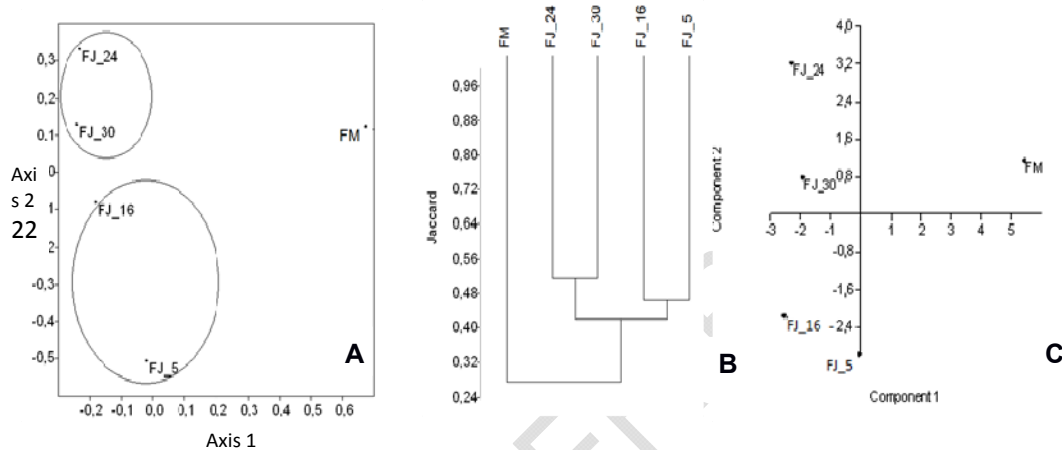 0,3
0,2
0,1
0
1
2
-0,3
-0,4
-0,5
Axi
s 2
22
FJ_24
FJ_30
FM
FJ_16
FJ_5
A
-0,2 -0,1 0,0 0,1 0,2 0,3 0,4 0,5 0,6
Axis 1
FM
FJ_24
FJ_30
FJ_16
FJ_5
0,96
0,88
0,80
0,72
0,64
0,56
0,48
0,40
0,32
0,24
Jaccard
B
4,0
3,2
2,4
1,6
0,8
-0,8
-1,6
-2,4
Component 2
FJ_24
FJ_30
FM
-3 -2 -1 1 2 3 4 5
FJ_16
FJ_5
C
Component 1